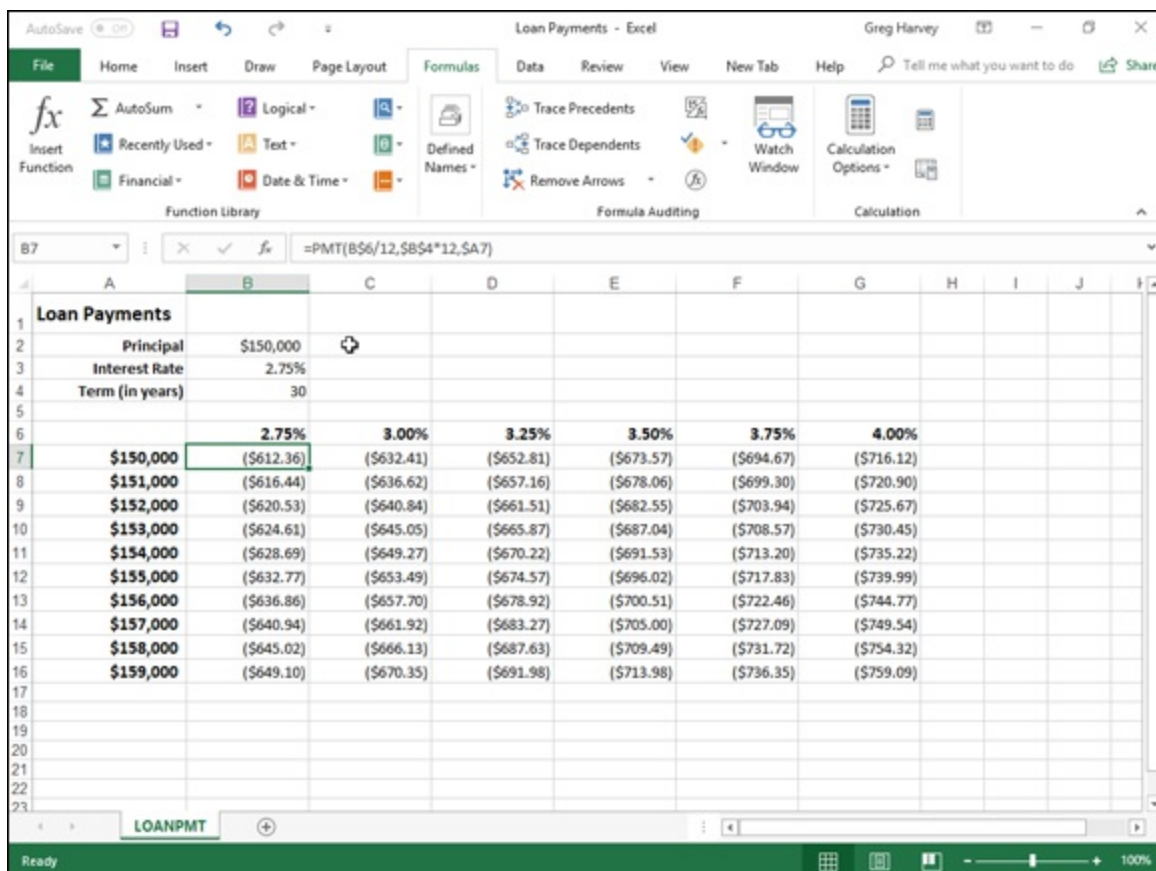 AutoSave Off Loan Payments - Excel Greg Harvey
File Home Insert Draw Page Layout Formulas Data Review View New Tab Help Tell me what you want to do Share
fx Insert Function
Σ AutoSum
Recently Used
Financial
Logical
Text
Date & Time
Function Library
Defined Names
Trace Precedents
Trace Dependents
Remove Arrows
fx
Watch Window
Formula Auditing
Calculation Options
Calculation
B7 fx =PMT(B$6/12,$B$4*12,$A7)
A B C D E F G H I J
1 Loan Payments
2 Principal $150,000
3 Interest Rate 2.75%
4 Term (in years) 30
5
6 2.75% 3.00% 3.25% 3.50% 3.75% 4.00%
7 $150,000 ($612.36) ($632.41) ($652.81) ($673.57) ($694.67) ($716.12)
8 $151,000 ($616.44) ($636.62) ($657.16) ($678.06) ($699.30) ($720.90)
9 $152,000 ($620.53) ($640.84) ($661.51) ($682.55) ($703.94) ($725.67)
10 $153,000 ($624.61) ($645.05) ($665.87) ($687.04) ($708.57) ($730.45)
11 $154,000 ($628.69) ($649.27) ($670.22) ($691.53) ($713.20) ($735.22)
12 $155,000 ($632.77) ($653.49) ($674.57) ($696.02) ($717.83) ($739.99)
13 $156,000 ($636.86) ($657.70) ($678.92) ($700.51) ($722.46) ($744.77)
14 $157,000 ($640.94) ($661.92) ($683.27) ($705.00) ($727.09) ($749.54)
15 $158,000 ($645.02) ($666.13) ($687.63) ($709.49) ($731.72) ($754.32)
16 $159,000 ($649.10) ($670.35) ($691.98) ($713.98) ($736.35) ($759.09)
17
18
19
20
21
22
23
LOANPMT
Ready 100%